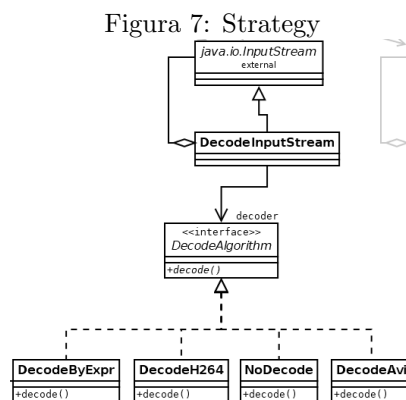 Figura 7: Strategy
java.io.InputStream
external
DecodeInputStream
decoder
<<interface>>
DecodeAlgorithm
+decode()
DecodeByExpr DecodeH264 NoDecode DecodeAvi
+decode() +decode() +decode() +decode()